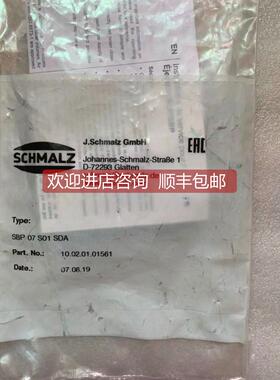 EN
SCHMALZ
J.Schmalz GmbH
Johannes-Schmalz-Straße 1
D-72293 Glatten
EAC
欢迎进店咨询 顺丰包邮
Type:
SBP 07 S01 SDA
Part. No.: 10.02.01.01561
Date.: 07.08.19